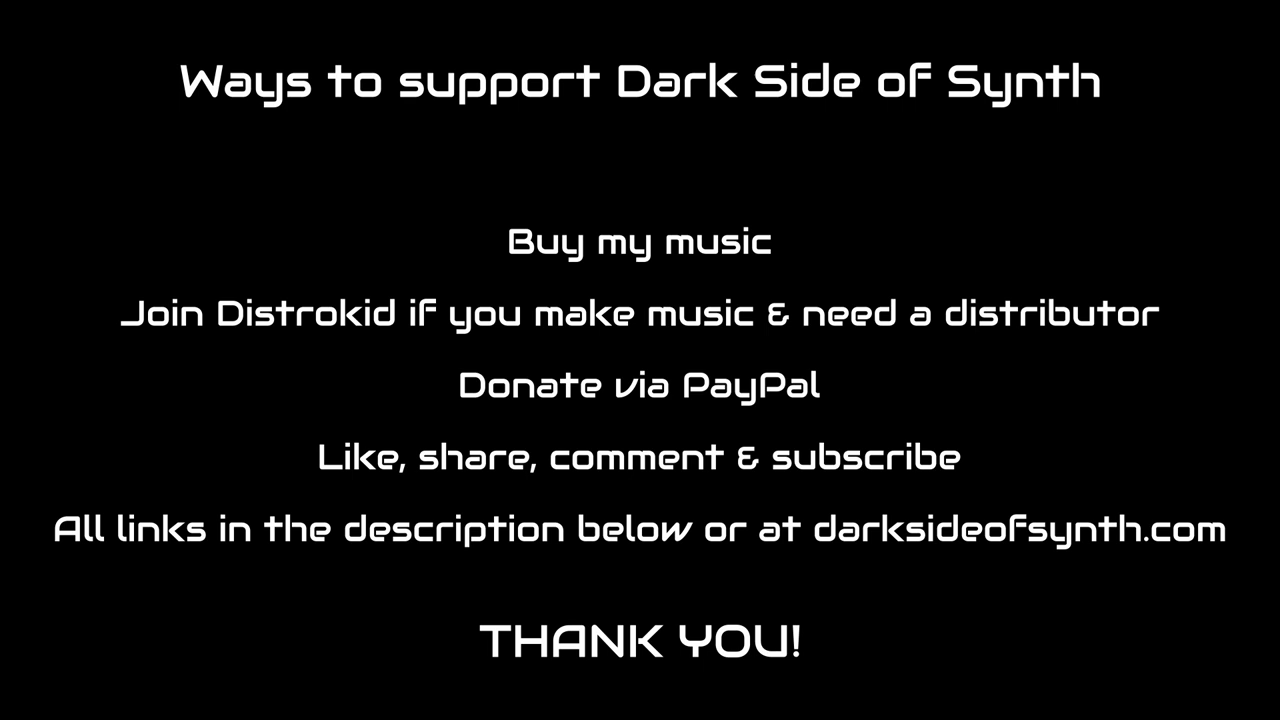 Ways to support Dark Side of Synth
Buy my music
Join Distrokid if you make music & need a distributor
Donate via PayPal
Like, share, comment & subscribe
All links in the description below or at darksideofsynth.com
THANK YOU!